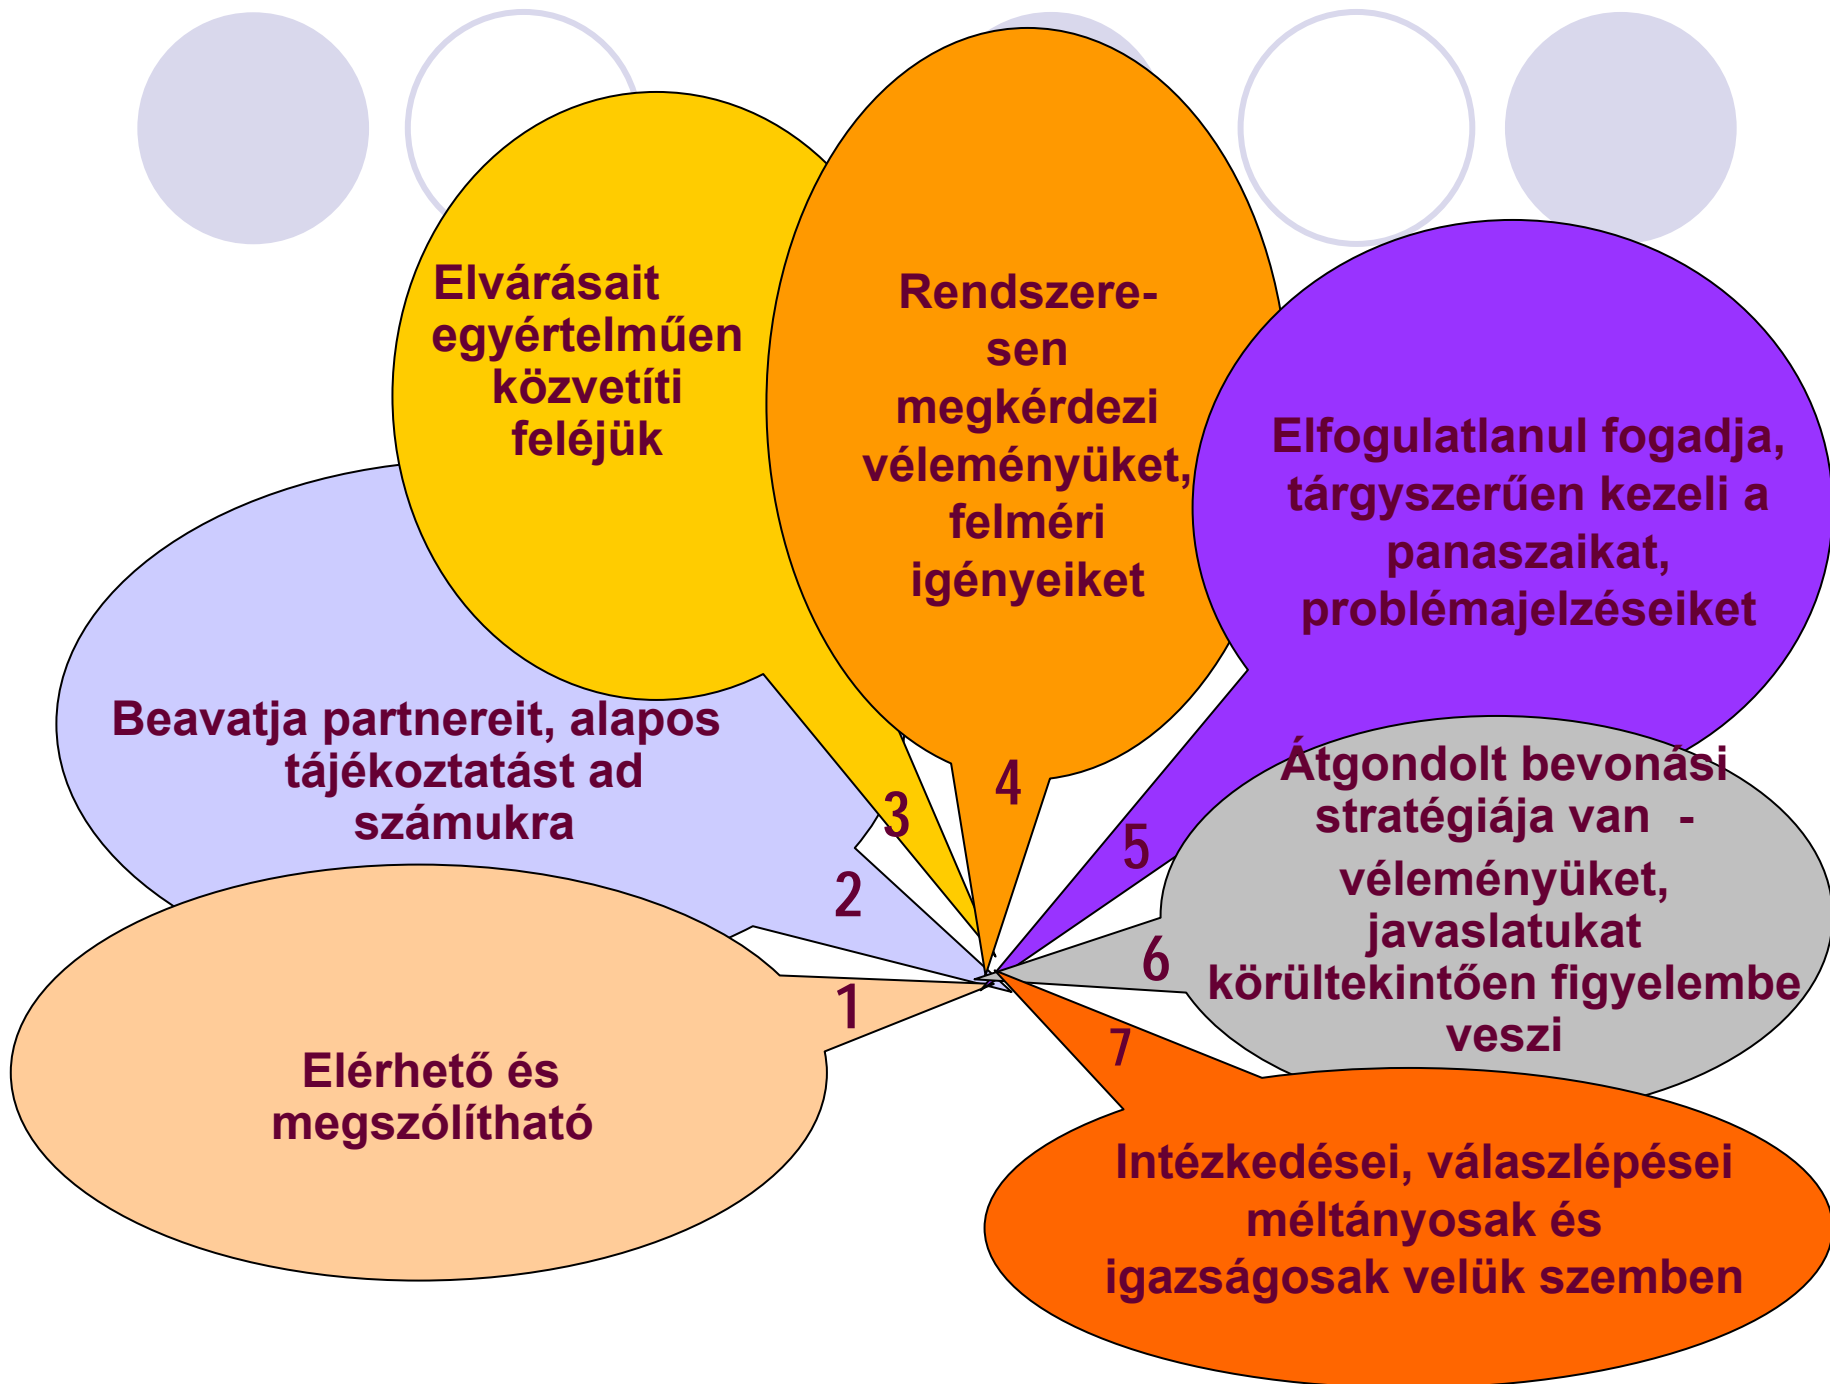 Elérhető és
megszólítható
1
Beavatja partnereit, alapos
tájékoztatást ad
számukra
2
Elvárásait
egyértelműen
közvetíti
feléjük
3
Rendszere-
sen
megkérdezi
véleményüket,
felméri
igényeiket
4
Elfogulatlanul fogadja,
tárgyszerűen kezeli a
panaszaikat,
problémajelzéseiket
5
Átgondolt bevonási
stratégiája van -
véleményüket,
javaslatukat
körültekintően figyelembe
veszi
6
Intézkedései, válaszlépései
méltányosak és
igazságosak velük szemben
7